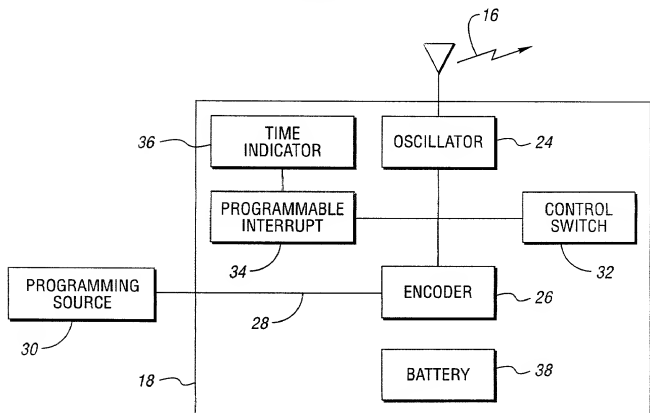 16
36
TIME
INDICATOR
OSCILLATOR
24
PROGRAMMABLE
INTERRUPT
CONTROL
SWITCH
34
32
PROGRAMMING
SOURCE
ENCODER
26
30
28
18
BATTERY
38